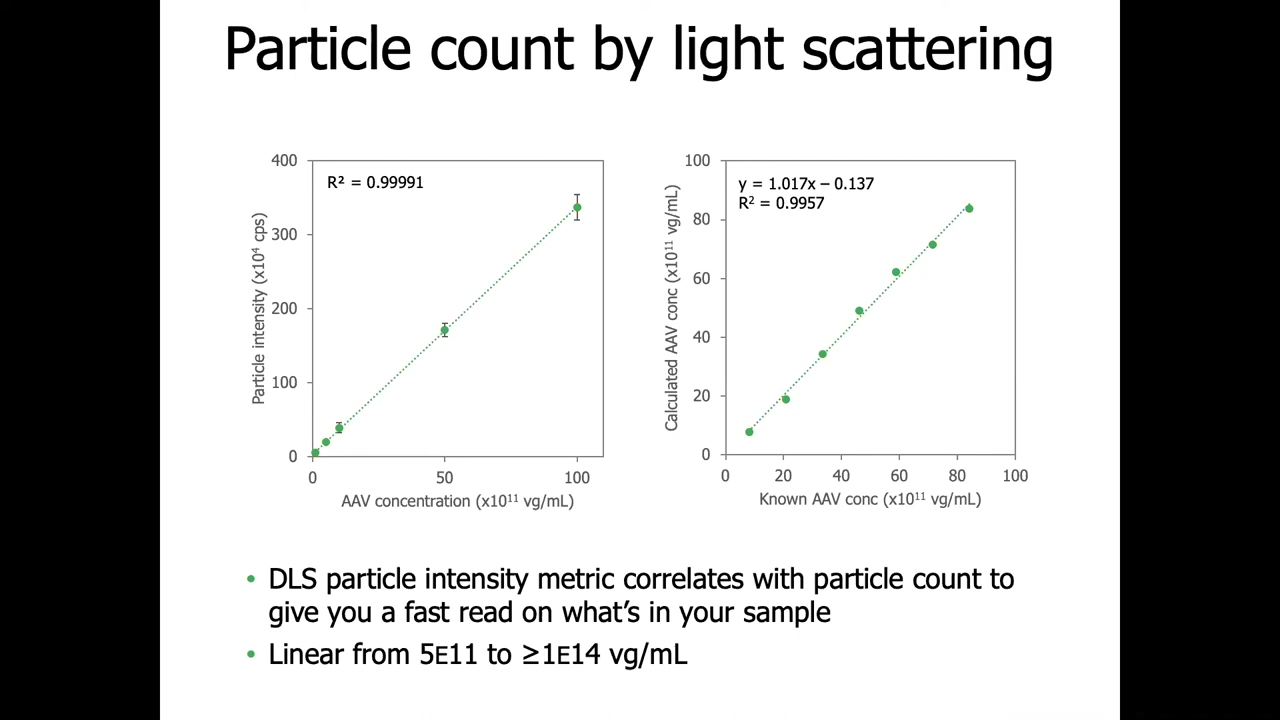 Particle count by light scattering
400
300
200
100
0
R² = 0.99991
Particle intensity (x10⁴ cps)
0 50 100
AAV concentration (x10¹¹ vg/mL)
100
80
60
40
20
0
y = 1.017x – 0.137
R² = 0.9957
Calculated AAV conc (x10¹¹ vg/mL)
0 20 40 60 80 100
Known AAV conc (x10¹¹ vg/mL)
• DLS particle intensity metric correlates with particle count to
give you a fast read on what’s in your sample
• Linear from 5E11 to ≥1E14 vg/mL